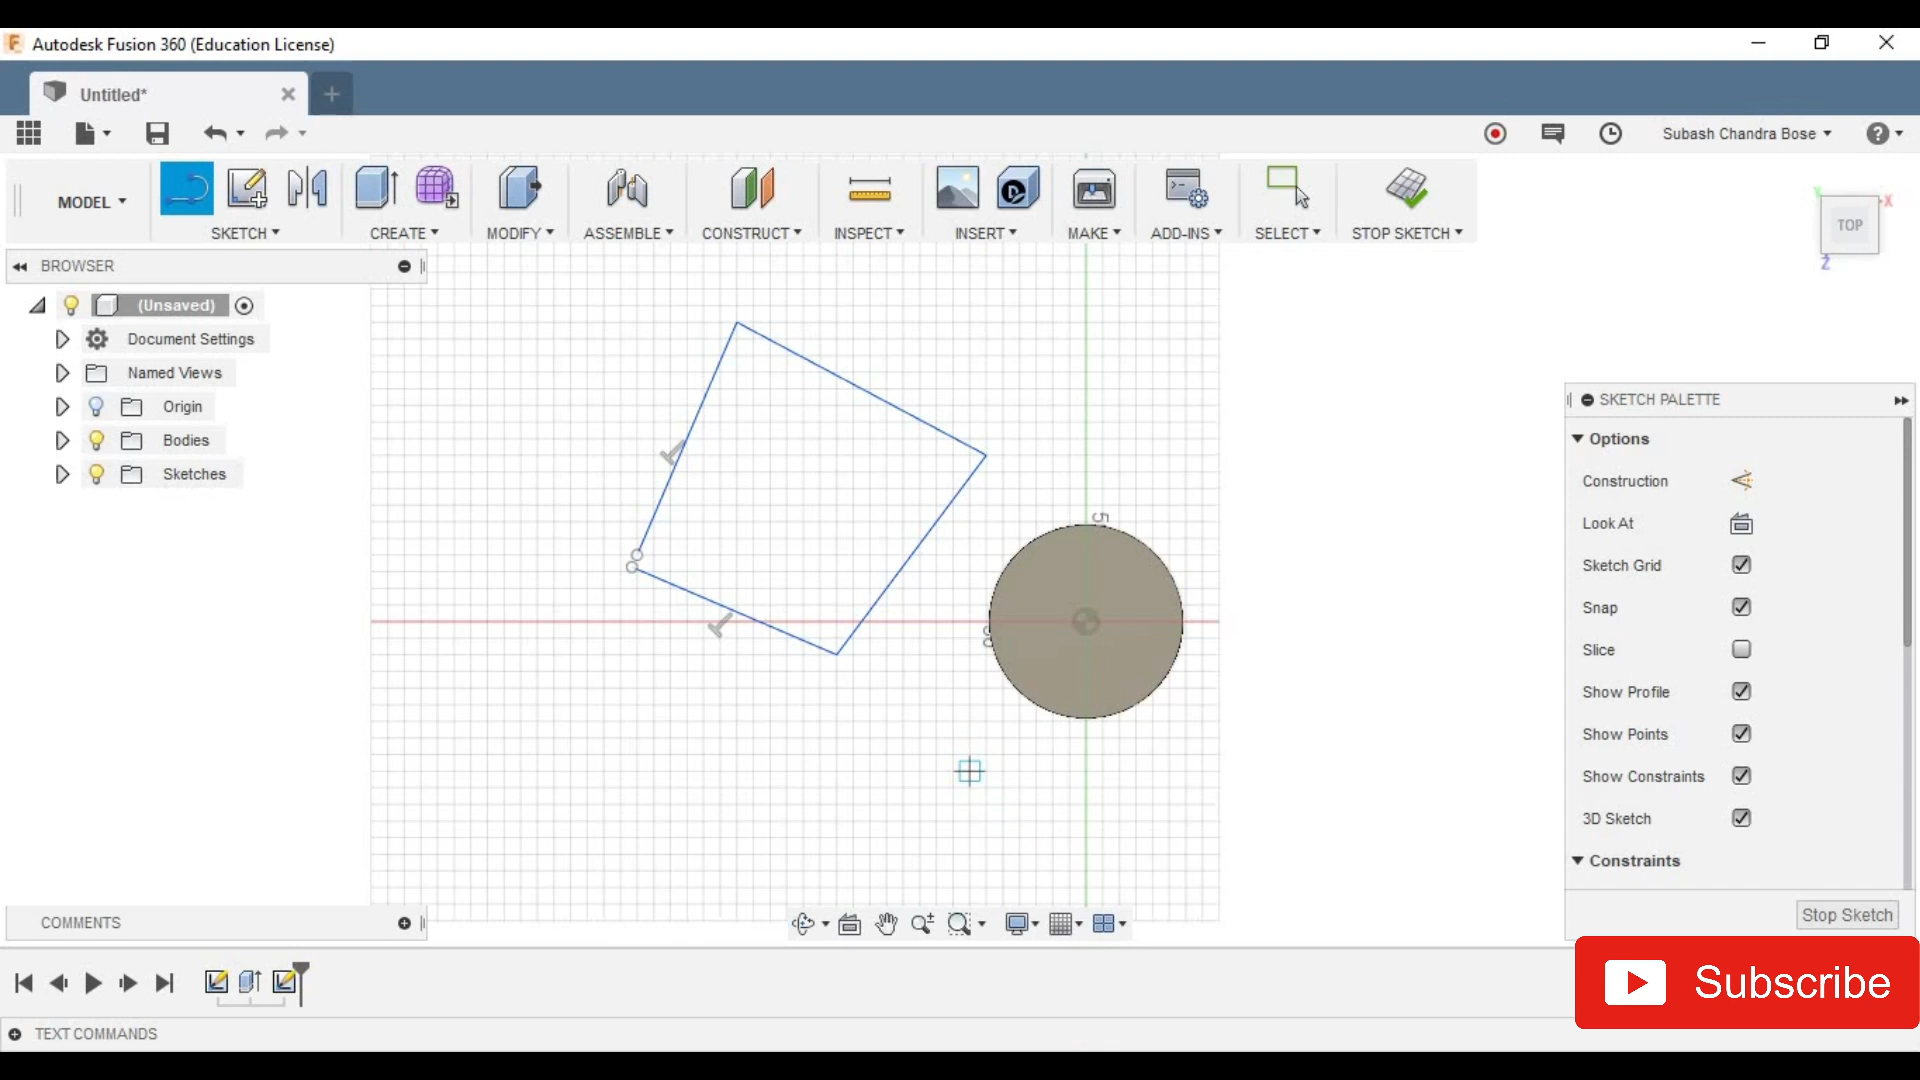 Autodesk Fusion 360 (Education License)
Untitled*
Subash Chandra Bose
MODEL
SKETCH
CREATE
MODIFY
ASSEMBLE
CONSTRUCT
INSPECT
INSERT
MAKE
ADD-INS
SELECT
STOP SKETCH
TOP
X
Z
BROWSER
(Unsaved)
Document Settings
Named Views
Origin
Bodies
Sketches
5
SKETCH PALETTE
Options
Construction
Look At
Sketch Grid
Snap
Slice
Show Profile
Show Points
Show Constraints
3D Sketch
Constraints
Stop Sketch
COMMENTS
Subscribe
TEXT COMMANDS